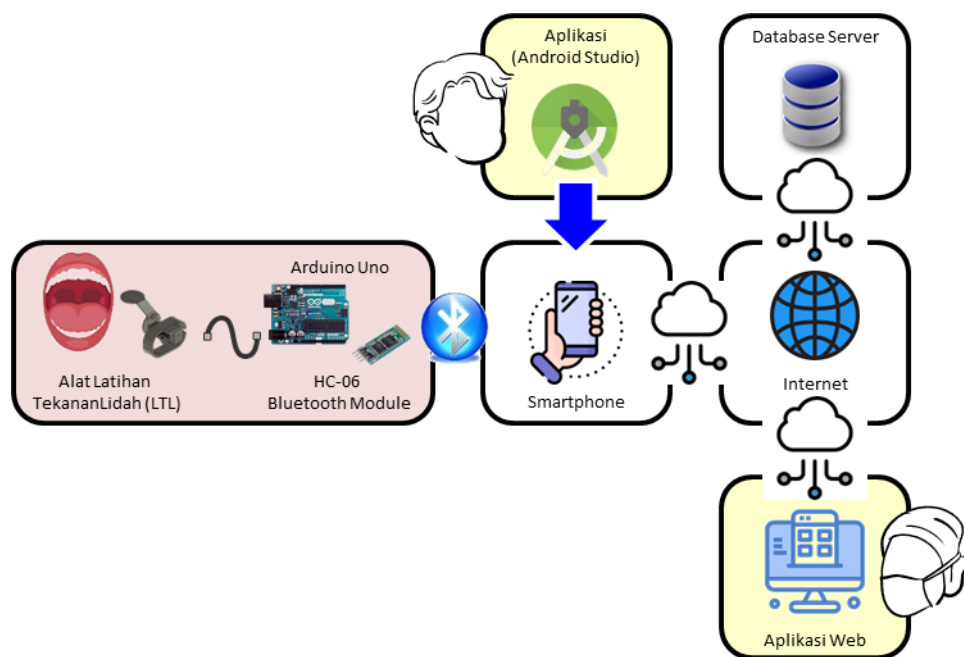 Aplikasi
(Android Studio)
Database Server
Arduino Uno
Alat Latihan
TekananLidah (LTL)
HC-06
Bluetooth Module
Smartphone
Internet
Aplikasi Web